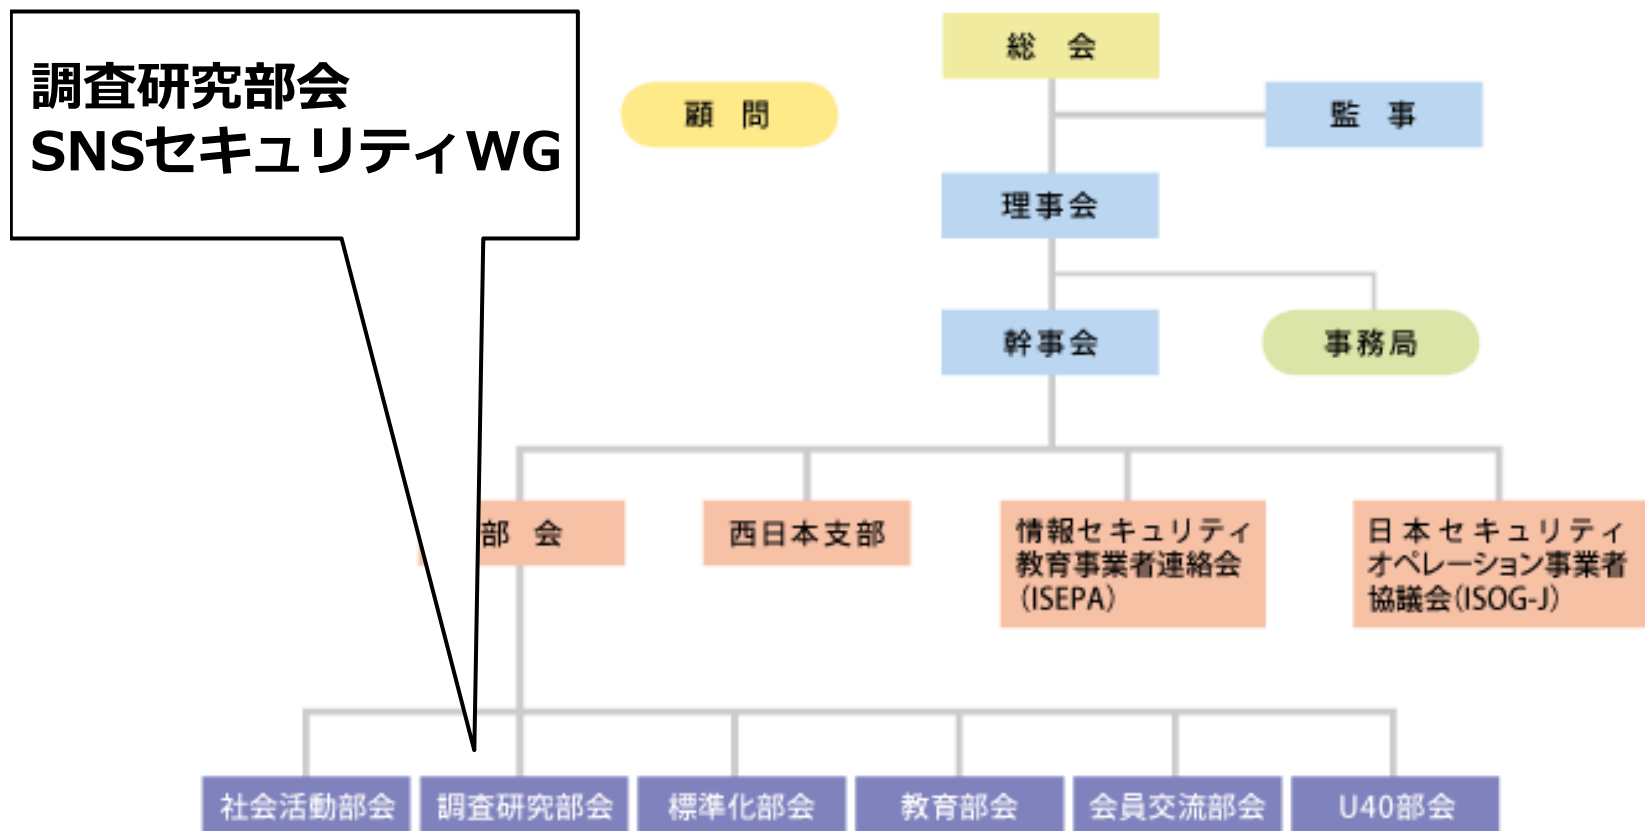 調査研究部会
SNSセキュリティWG
総 会
顧 問
監 事
理事会
幹事会
事務局
部 会
西日本支部
情報セキュリティ
教育事業者連絡会
(ISEPA)
日本セキュリティ
オペレーション事業者
協議会(ISOG-J)
社会活動部会
調査研究部会
標準化部会
教育部会
会員交流部会
U40部会